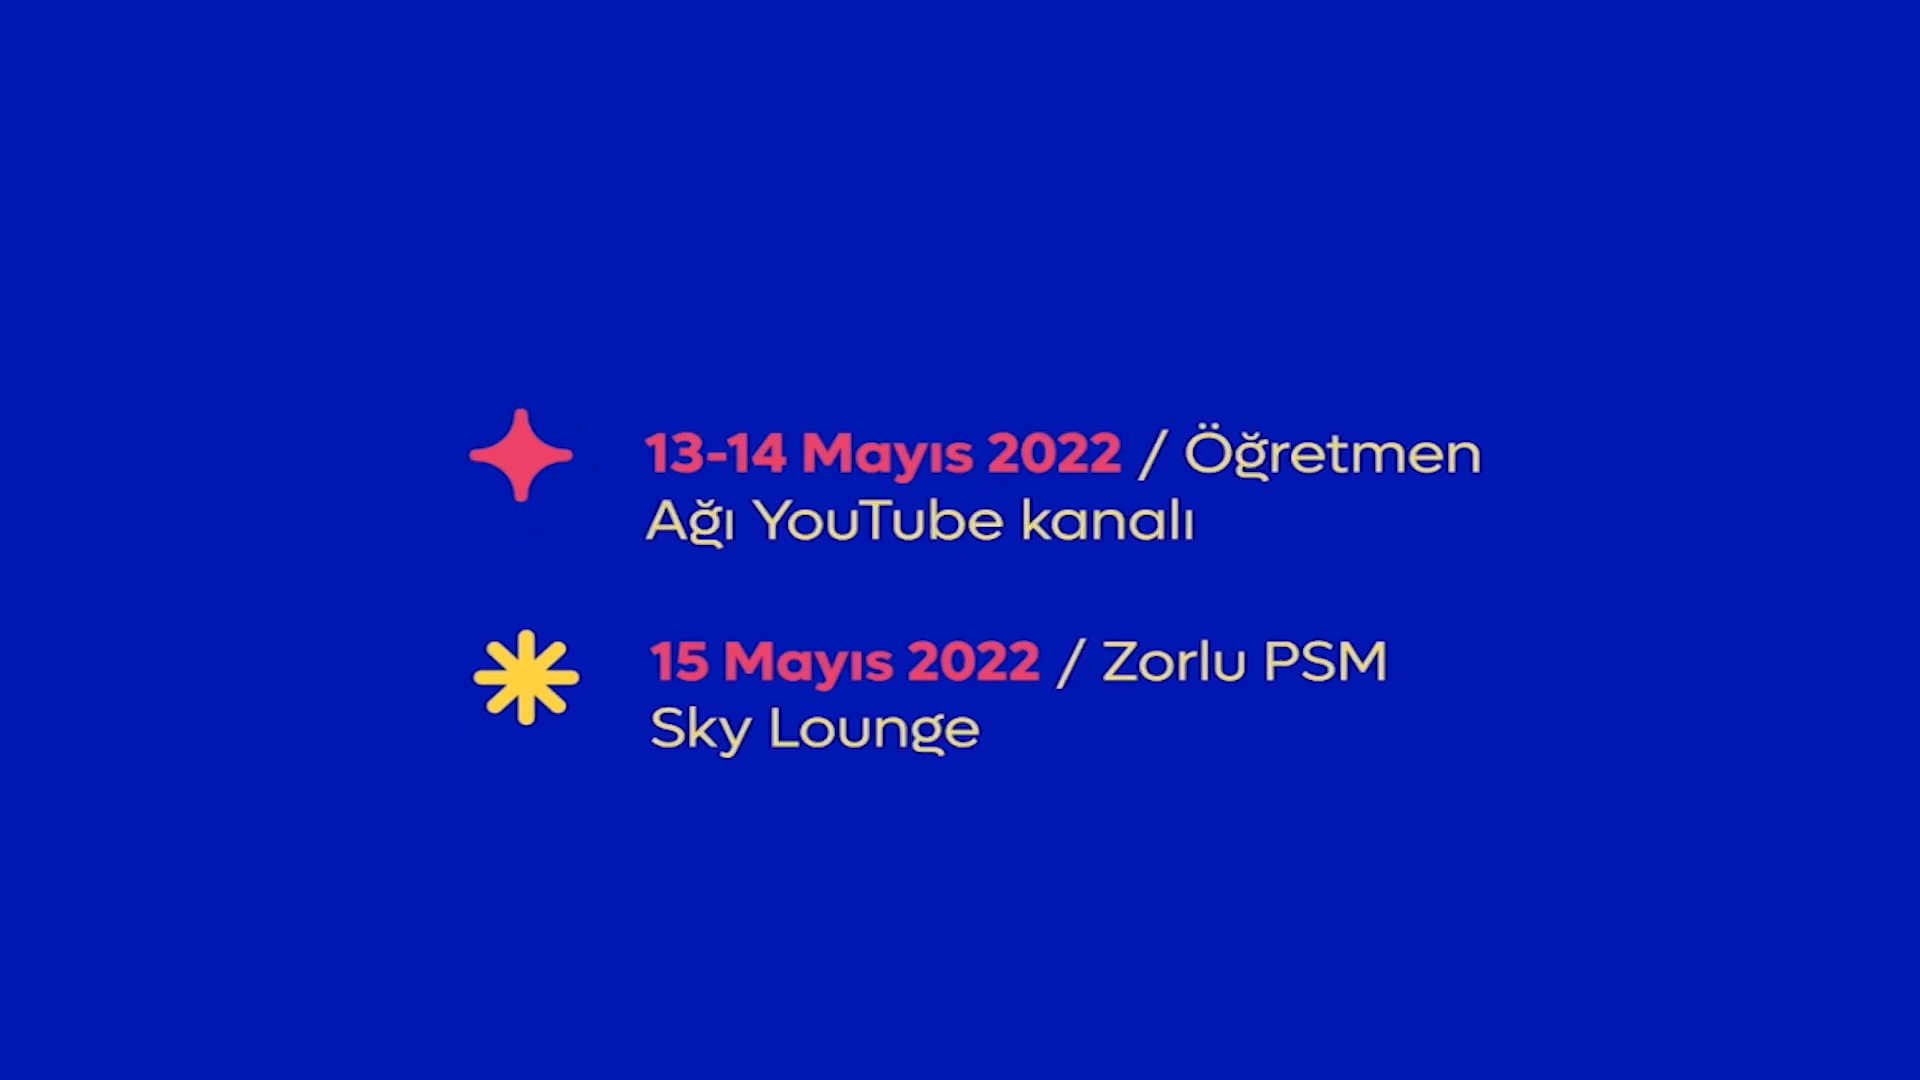 13-14 Mayıs 2022 / Öğretmen
Ağı YouTube kanalı
15 Mayıs 2022 / Zorlu PSM
Sky Lounge